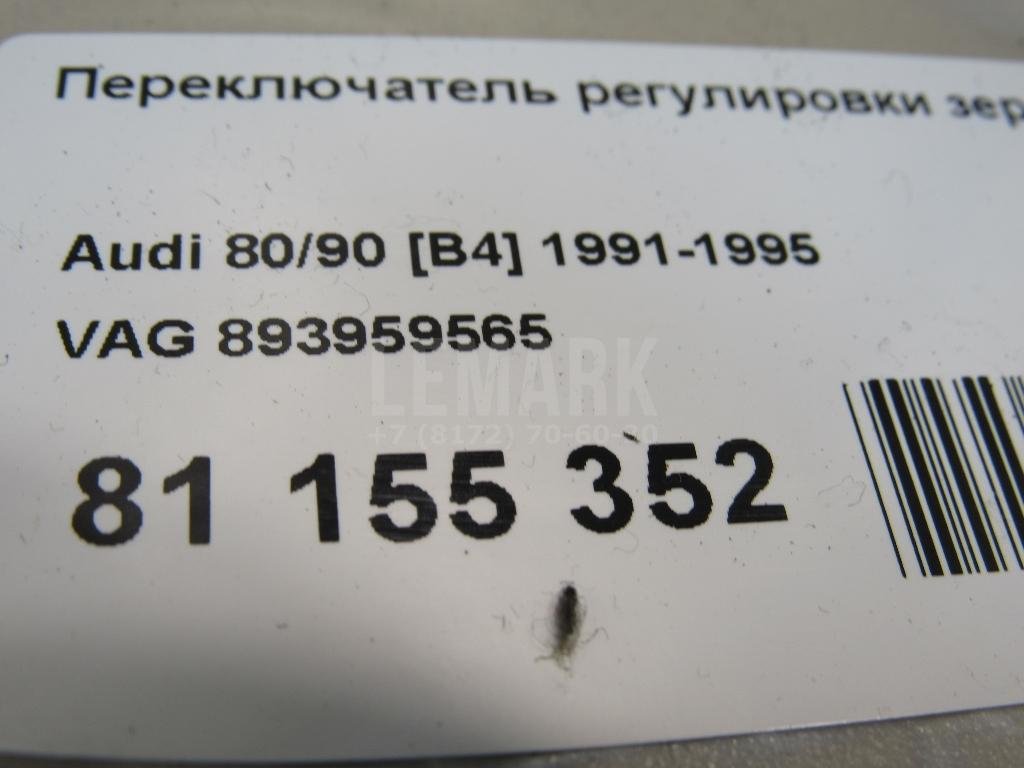 Переключатель регулировки зер
Audi 80/90 [B4] 1991-1995
VAG 893959565
LEMARK
+7 (8172) 70-60-80
81 155 352